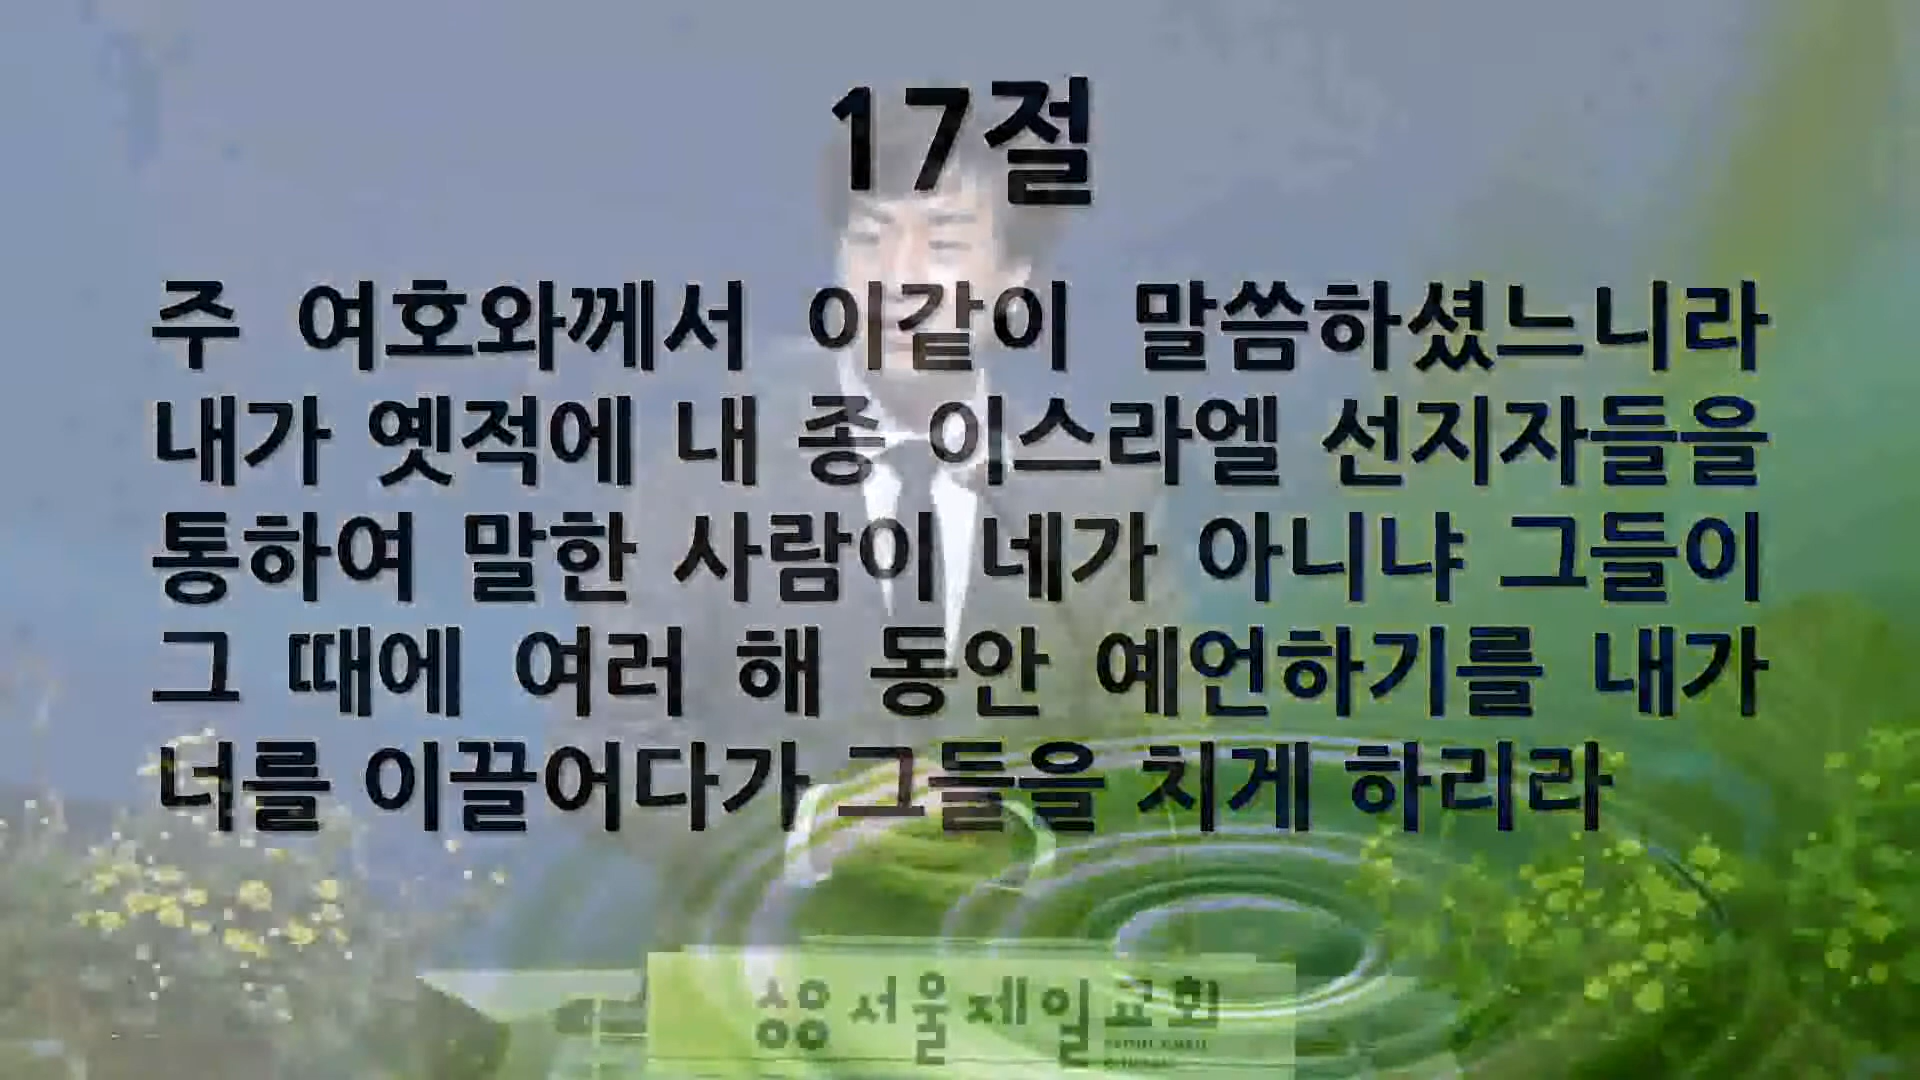 17절
주 여호와께서 이같이 말씀하셨느니라
내가 옛적에 내 종 이스라엘 선지자들을
통하여 말한 사람이 네가 아니냐 그들이
그 때에 여러 해 동안 예언하기를 내가
너를 이끌어다가 그들을 치게 하리라
서울제일교회